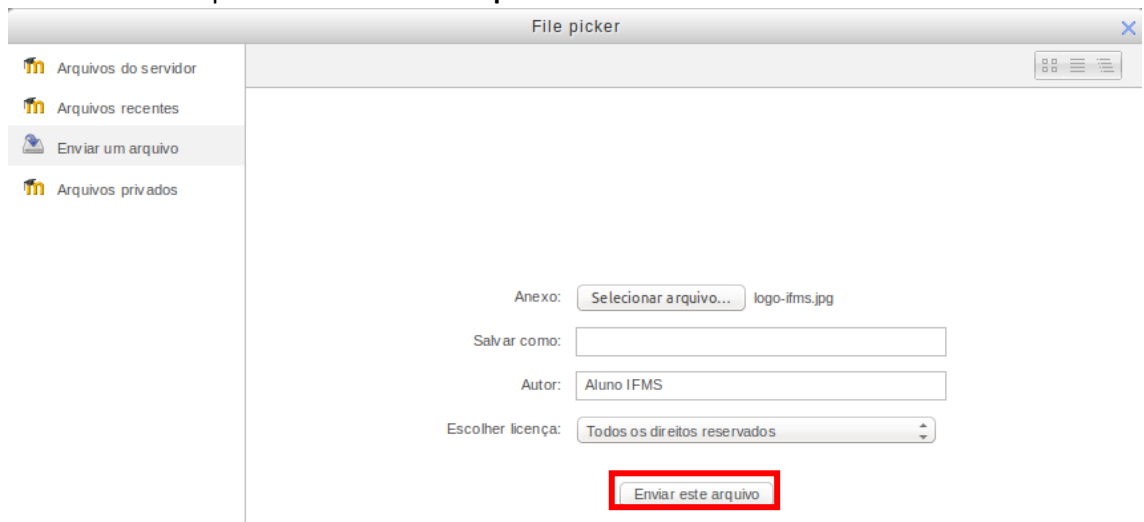 File picker
Arquivos do servidor
Arquivos recentes
Enviar um arquivo
Arquivos privados
Anexo: Selecionar arquivo... logo-ifms.jpg
Salvar como:
Autor: Aluno IFMS
Escolher licença: Todos os direitos reservados
Enviar este arquivo